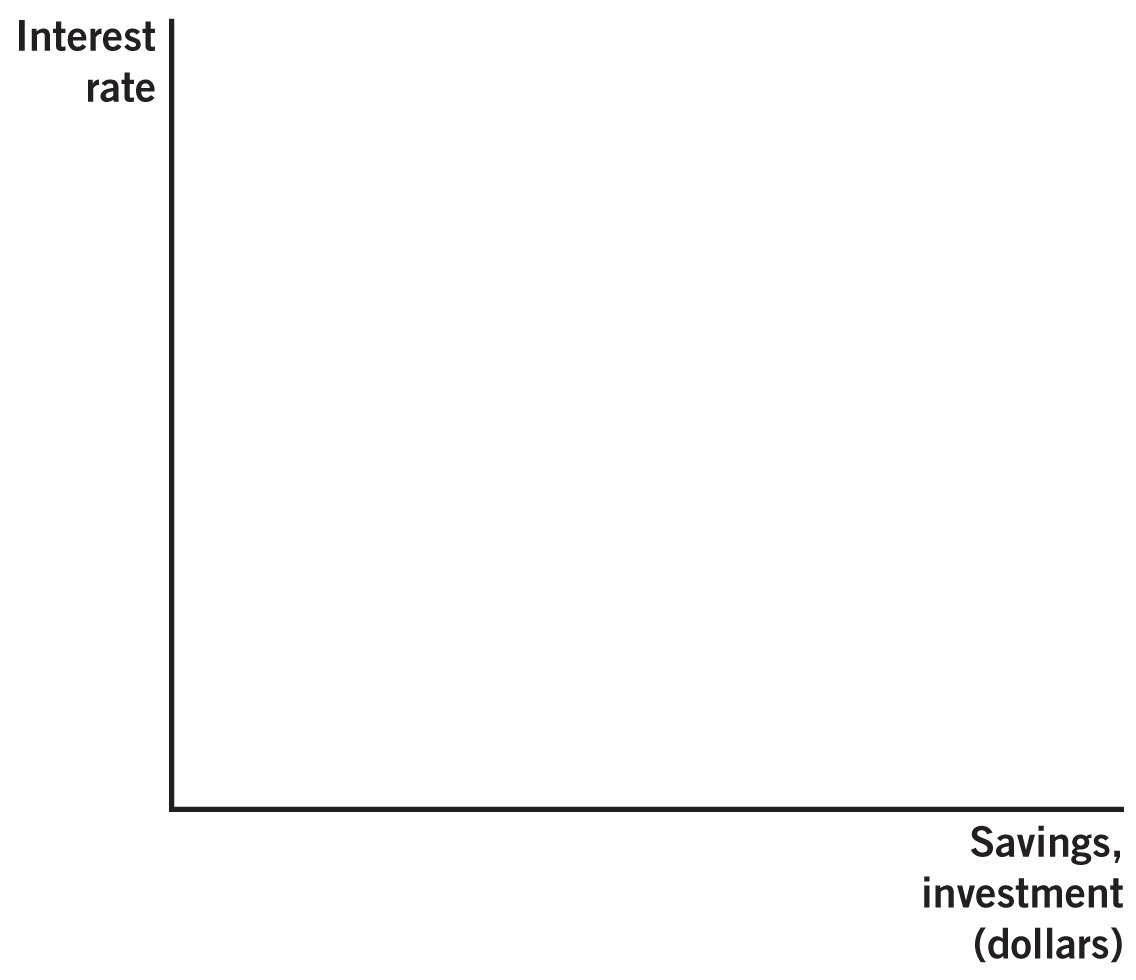 Interest
rate
Savings,
investment
(dollars)